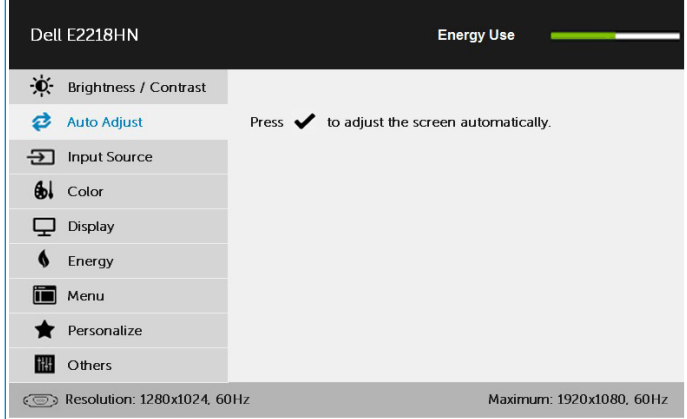 Dell E2218HN
Energy Use
Brightness / Contrast
Auto Adjust
Press ✔ to adjust the screen automatically.
Input Source
Color
Display
Energy
Menu
Personalize
Others
Resolution: 1280x1024, 60Hz
Maximum: 1920x1080, 60Hz